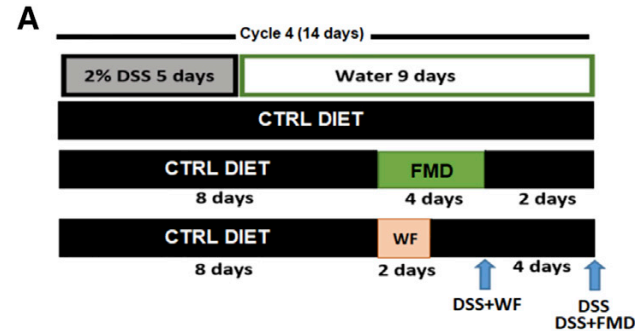 A
Cycle 4 (14 days)
2% DSS 5 days
Water 9 days
CTRL DIET
CTRL DIET
FMD
8 days
4 days
2 days
CTRL DIET
WF
8 days
2 days
4 days
DSS+WF
DSS
DSS+FMD